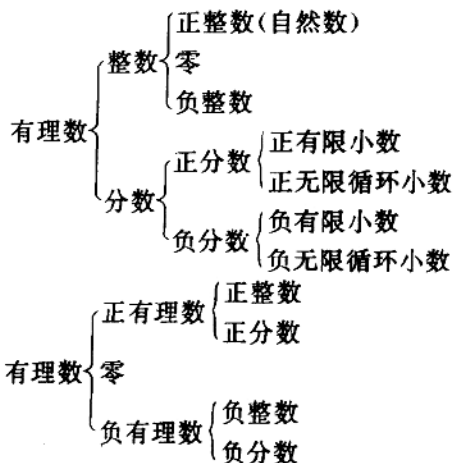 正整数(自然数)
整数
零
负整数
有理数
正有限小数
正分数
正无限循环小数
分数
负有限小数
负分数
负无限循环小数
正整数
正有理数
正分数
有理数
零
负整数
负有理数
负分数